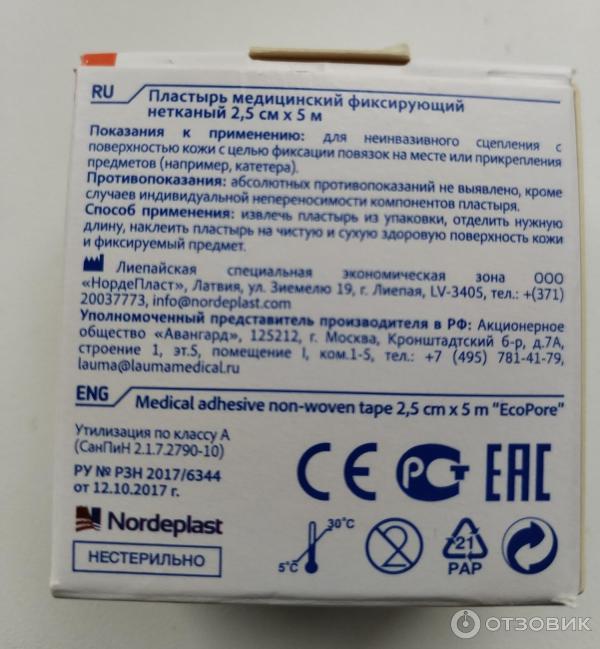 RU
Пластырь медицинский фиксирующий
нетканый 2,5 см х 5 м
Показания к применению: для неинвазивного сцепления с
поверхностью кожи с целью фиксации повязок на месте или прикрепления
предметов (например, катетера).
Противопоказания: абсолютных противопоказаний не выявлено, кроме
случаев индивидуальной непереносимости компонентов пластыря.
Способ применения: извлечь пластырь из упаковки, отделить нужную
длину, наклеить пластырь на чистую и сухую здоровую поверхность кожи
и фиксируемый предмет.
Лиепайская специальная экономическая зона ООО
«НордеПласт», Латвия, ул. Зиемелю 19, г. Лиепая, LV-3405, тел.: +(371)
20037773, info@nordeplast.com
Уполномоченный представитель производителя в РФ: Акционерное
общество «Авангард», 125212, г. Москва, Кронштадтский б-р, д.7А,
строение 1, эт.5, помещение I, ком.1-5, тел.: +7 (495) 781-41-79,
lauma@laumamedical.ru
ENG
Medical adhesive non-woven tape 2,5 cm x 5 m "EcoPore"
Утилизация по классу А
(СанПиН 2.1.7.2790-10)
РУ № РЗН 2017/6344
от 12.10.2017 г.
CE
РСТ
EAC
Nordeplast
НЕСТЕРИЛЬНО
30°C
5°C
2
21
PAP
ОТЗОВИК